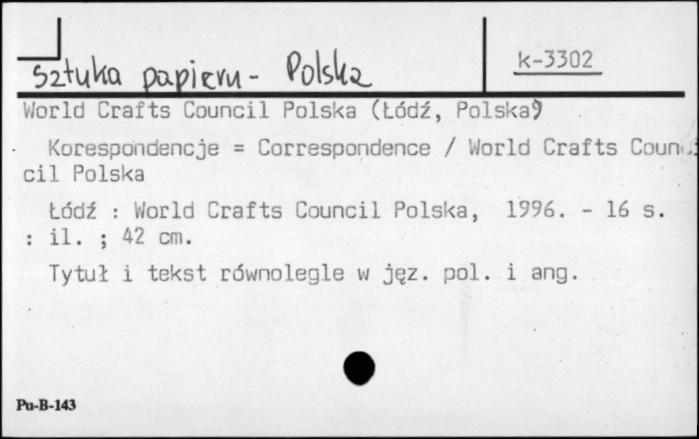 Sztuka papieru - Polska
k-3302
World Crafts Council Polska (Łódź, Polska)
Korespondencje = Correspondence / World Crafts Coun-
cil Polska
Łódź : World Crafts Council Polska, 1996. - 16 s.
: il. ; 42 cm.
Tytuł i tekst równolegle w jęz. pol. i ang.
Pu-B-143